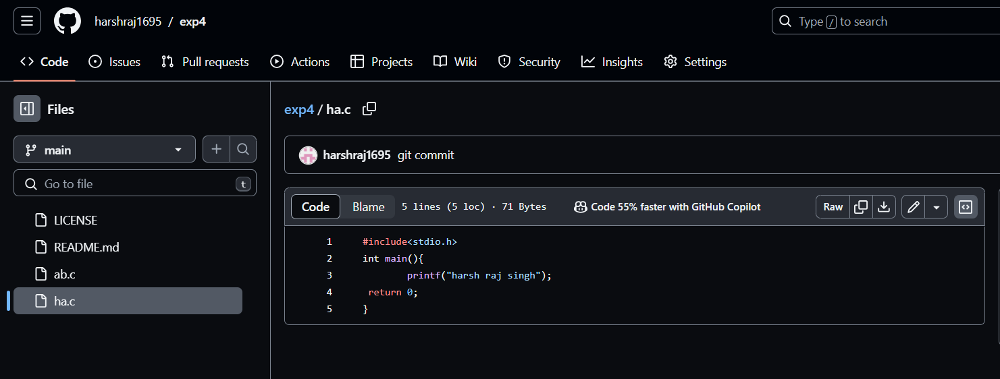 harshraj1695 / exp4
Type / to search
Code Issues Pull requests Actions Projects Wiki Security Insights Settings
Files
main
Go to file t
LICENSE
README.md
ab.c
ha.c
exp4 / ha.c
harshraj1695 git commit
Code Blame 5 lines (5 loc) · 71 Bytes Code 55% faster with GitHub Copilot Raw
1 #include<stdio.h>
2 int main(){
3         printf("harsh raj singh");
4  return 0;
5 }